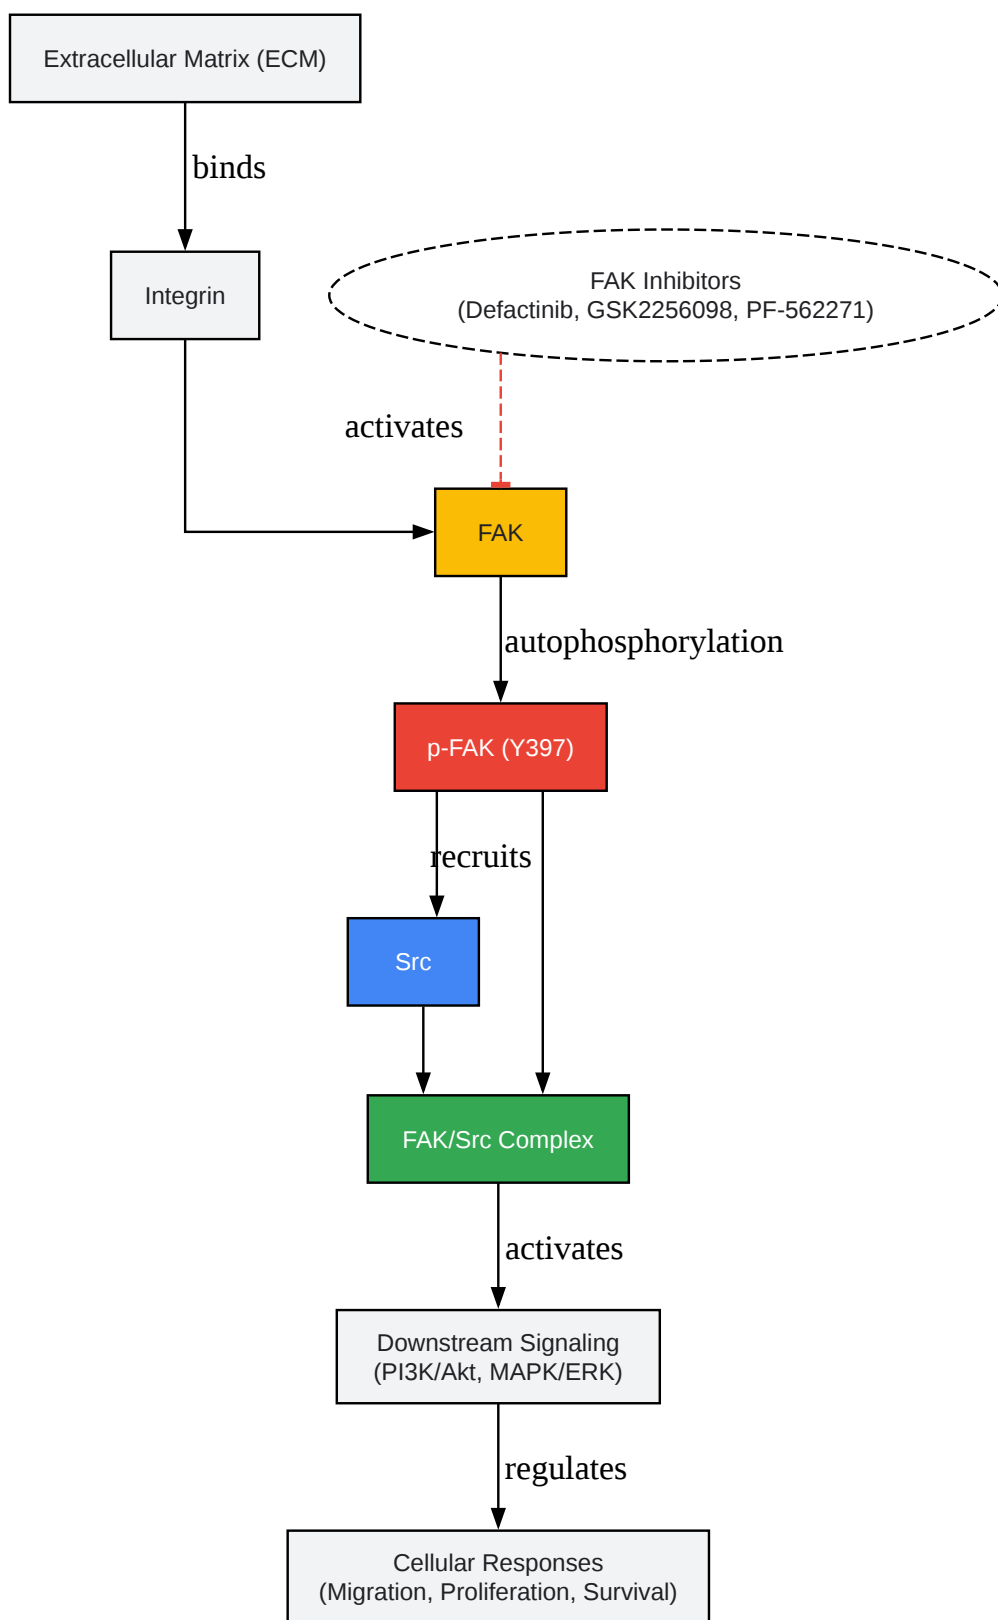 Extracellular Matrix (ECM)
binds
Integrin
FAK Inhibitors
(Defactinib, GSK2256098, PF-562271)
activates
FAK
autophosphorylation
p-FAK (Y397)
recruits
Src
FAK/Src Complex
activates
Downstream Signaling
(PI3K/Akt, MAPK/ERK)
regulates
Cellular Responses
(Migration, Proliferation, Survival)